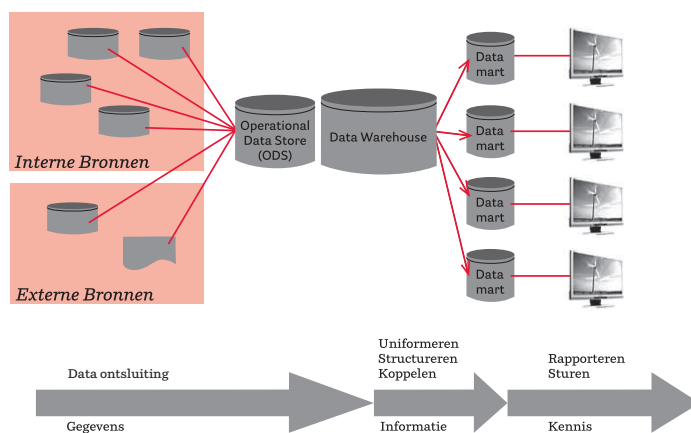 Interne Bronnen
Externe Bronnen
Operational
Data Store
(ODS)
Data Warehouse
Data
mart
Data
mart
Data
mart
Data
mart
Data ontsluiting
Gegevens
Uniformeren
Structureren
Koppelen
Informatie
Rapporteren
Sturen
Kennis